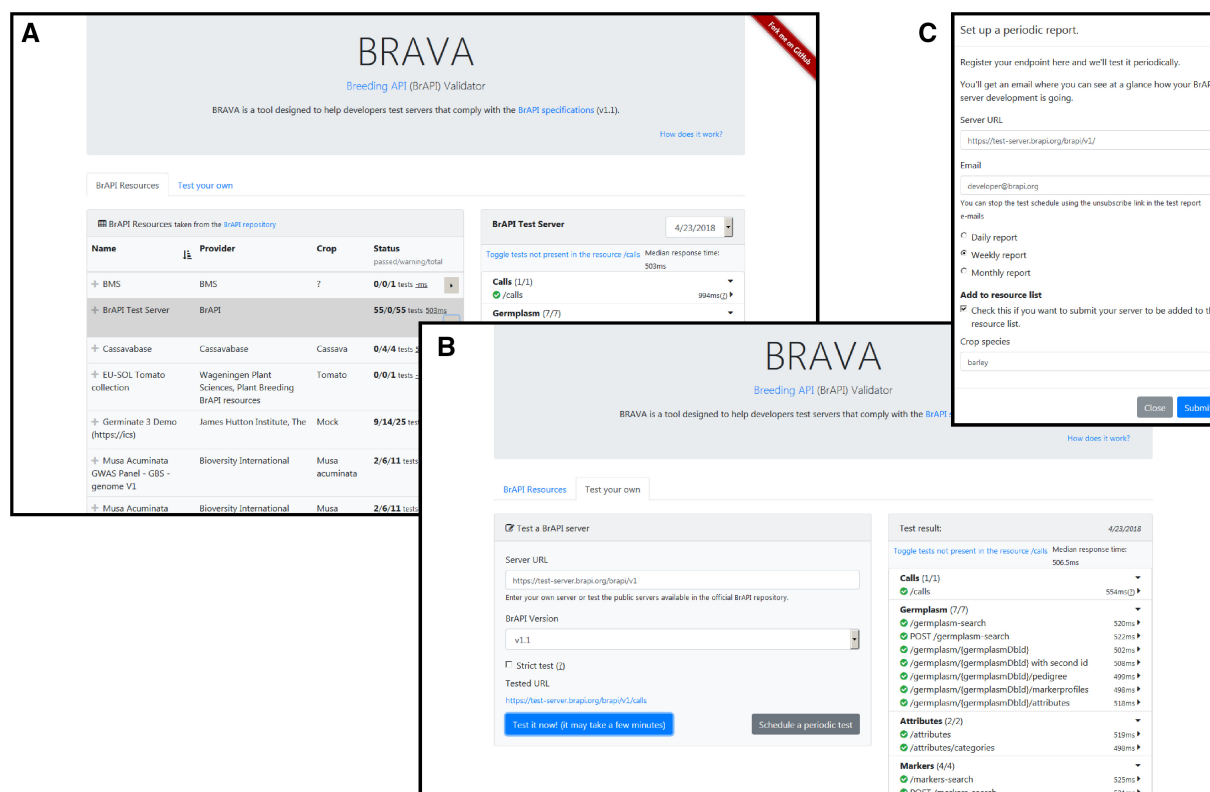 A
Fork me on GitHub
BRAVA
Breeding API (BrAPI) Validator
BRAVA is a tool designed to help developers test servers that comply with the BrAPI specifications (v1.1).
How does it work?
BrAPI Resources
Test your own
BrAPI Resources taken from the BrAPI repository
Name Provider Crop Status
passed/warning/total
BMS BMS ? 0/0/1 tests -ms
BrAPI Test Server BrAPI 55/0/55 tests 503ms
Cassavabase Cassavabase Cassava 0/4/4 tests
EU-SOL Tomato collection Wageningen Plant Sciences, Plant Breeding BrAPI resources Tomato 0/0/1 tests
Germinate 3 Demo (https://ics) James Hutton Institute, The Mock 9/14/25
Musa Acuminata GWAS Panel - GBS - genome V1 Bioversity International Musa acuminata 2/6/11 tests
Musa Acuminata Bioversity International Musa 2/6/11 tests
BrAPI Test Server
4/23/2018
Toggle tests not present in the resource /calls Median response time:
503ms
Calls (1/1)
/calls 994ms(?)
Germplasm (7/7)
B
BRAVA
Breeding API (BrAPI) Validator
BRAVA is a tool designed to help developers test servers that comply with the BrAPI
How does it work?
BrAPI Resources
Test your own
Test a BrAPI server
Server URL
https://test-server.brapi.org/brapi/v1
Enter your own server or test the public servers available in the official BrAPI repository.
BrAPI Version
v1.1
Strict test (?)
Tested URL
https://test-server.brapi.org/brapi/v1/calls
Test it now! (it may take a few minutes)
Schedule a periodic test
Test result: 4/23/2018
Toggle tests not present in the resource /calls Median response time:
506.5ms
Calls (1/1)
/calls 554ms(?)
Germplasm (7/7)
/germplasm-search 520ms
POST /germplasm-search 522ms
/germplasm/{germplasmDbId} 502ms
/germplasm/{germplasmDbId} with second id 508ms
/germplasm/{germplasmDbId}/pedigree 499ms
/germplasm/{germplasmDbId}/markerprofiles 498ms
/germplasm/{germplasmDbId}/attributes 518ms
Attributes (2/2)
/attributes 519ms
/attributes/categories 498ms
Markers (4/4)
/markers-search 525ms
POST /markers-search
C
Set up a periodic report.
Register your endpoint here and we'll test it periodically.
You'll get an email where you can see at a glance how your BrAPI
server development is going.
Server URL
https://test-server.brapi.org/brapi/v1/
Email
developer@brapi.org
You can stop the test schedule using the unsubscribe link in the test report
e-mails
Daily report
Weekly report
Monthly report
Add to resource list
Check this if you want to submit your server to be added to
resource list.
Crop species
barley
Close
Submi